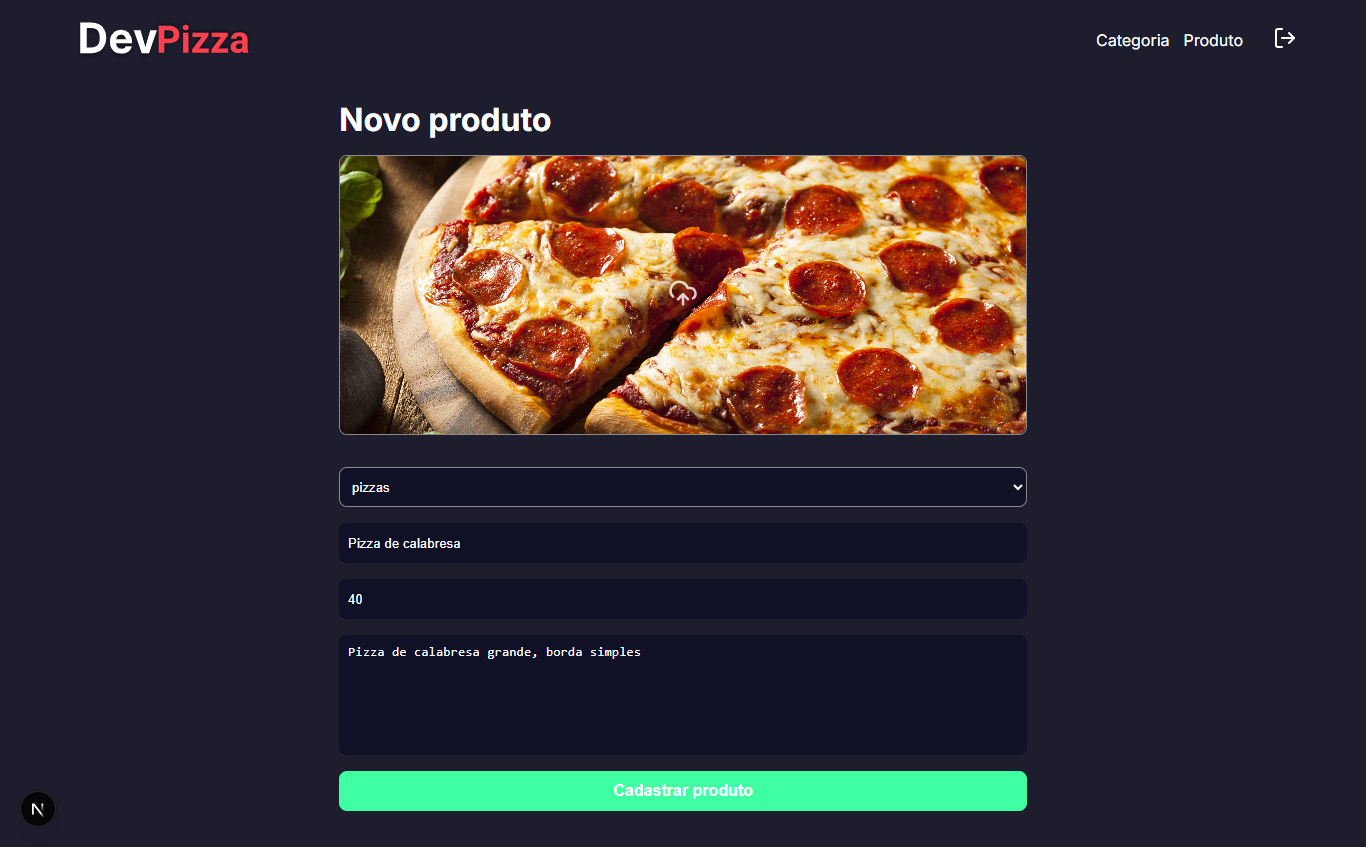 DevPizza
Categoria Produto
Novo produto
pizzas
Pizza de calabresa
40
Pizza de calabresa grande, borda simples
Cadastrar produto
N